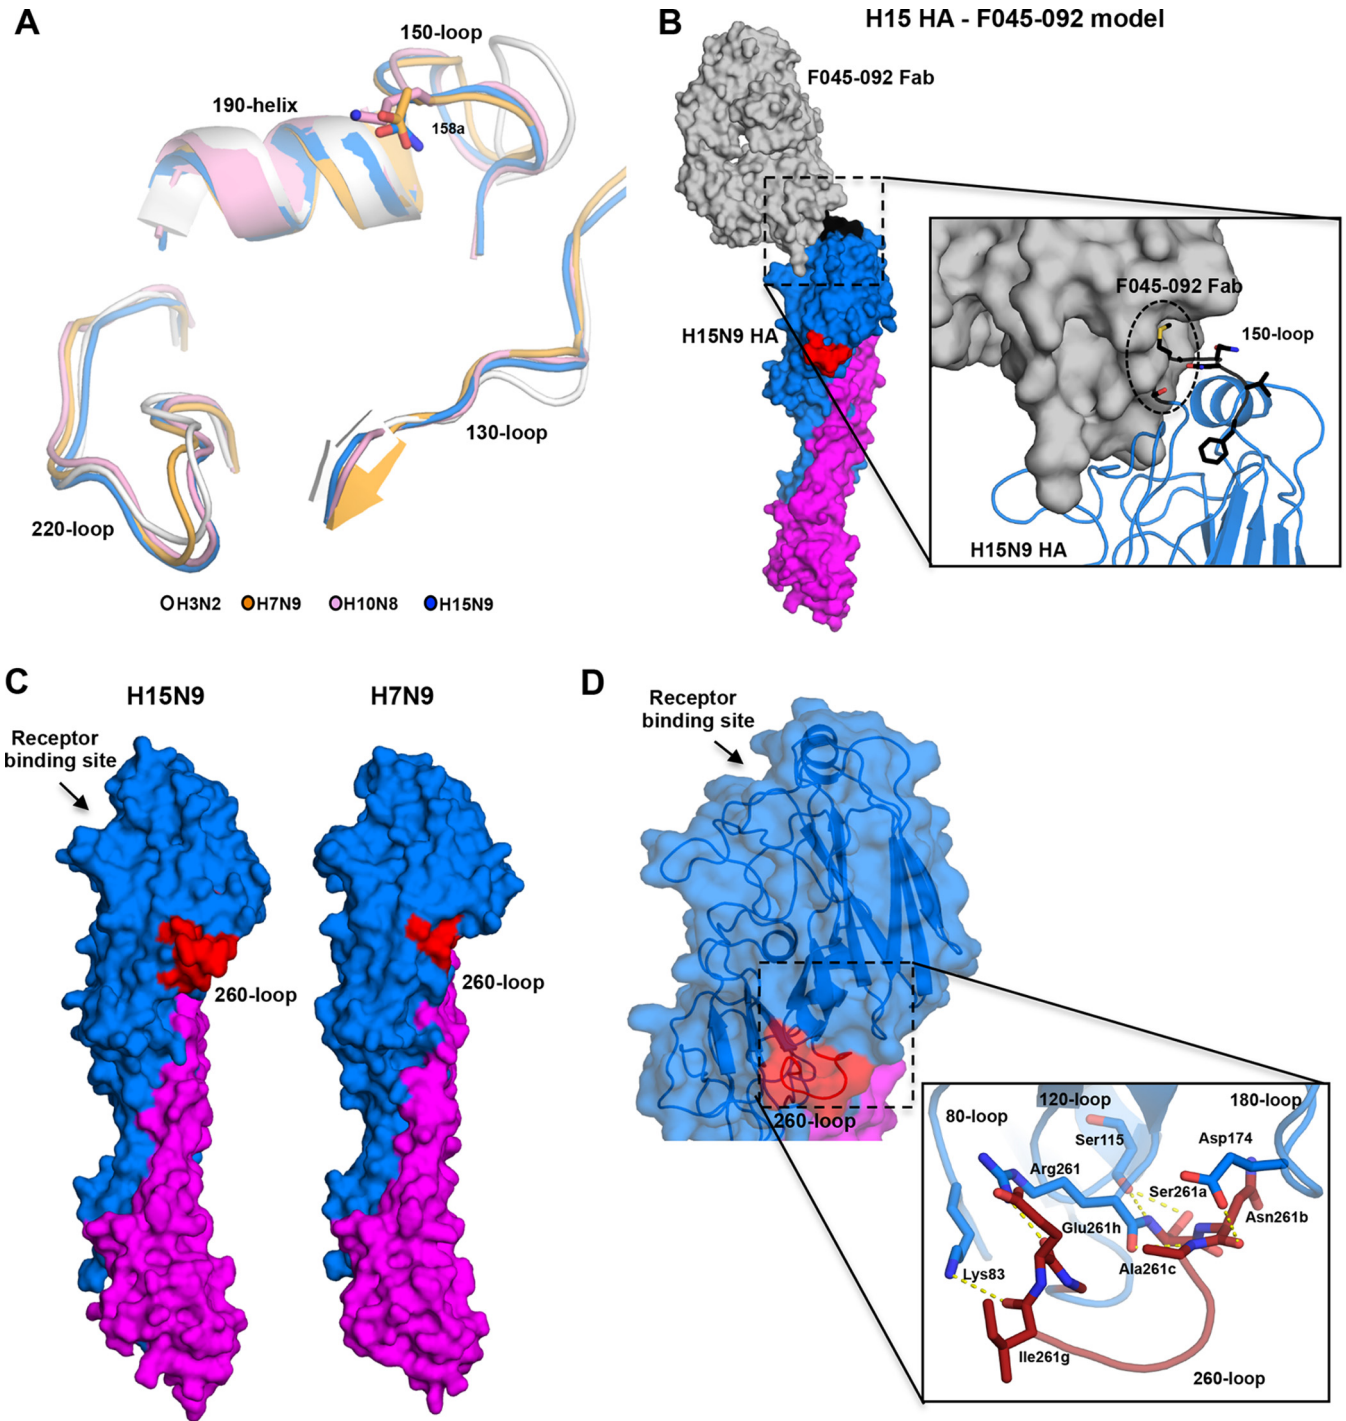 A
150-loop
190-helix
158a
130-loop
220-loop
H3N2 H7N9 H10N8 H15N9
B
H15 HA - F045-092 model
F045-092 Fab
H15N9 HA
F045-092 Fab
150-loop
H15N9 HA
C
H15N9
H7N9
Receptor
binding site
260-loop
260-loop
D
Receptor
binding site
260-loop
120-loop
180-loop
80-loop
Ser115
Asp174
Arg261
Ser261a
Glu261h
Asn261b
Ala261c
Lys83
Ile261g
260-loop